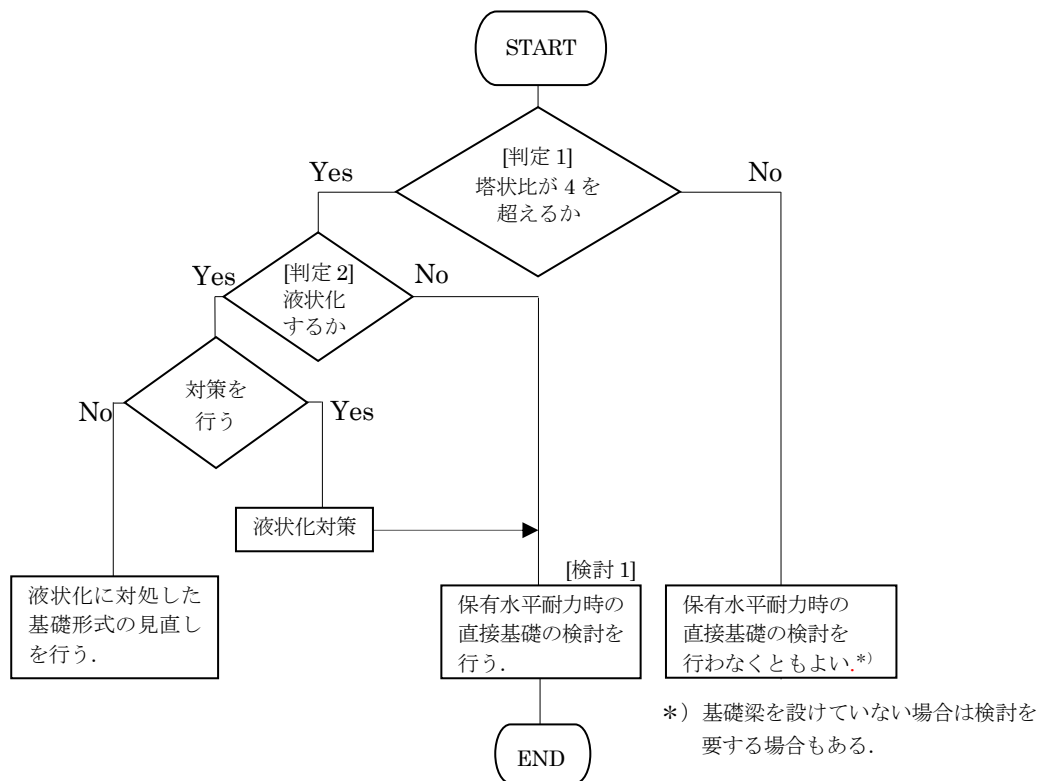 START
[判定 1]
塔状比が 4 を
超えるか
Yes
No
[判定 2]
液状化
するか
Yes
No
対策を
行う
No
Yes
液状化対策
[検討 1]
液状化に対処した
基礎形式の見直し
を行う.
保有水平耐力時の
直接基礎の検討を
行う.
保有水平耐力時の
直接基礎の検討を
行わなくともよい.*)
*) 基礎梁を設けていない場合は検討を
要する場合もある.
END